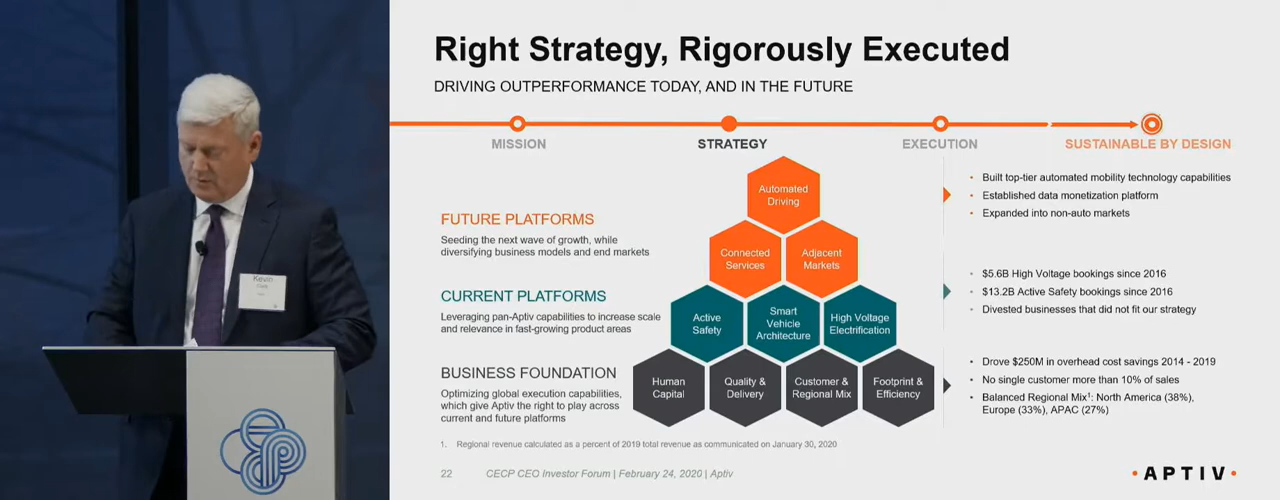 Right Strategy, Rigorously Executed
DRIVING OUTPERFORMANCE TODAY, AND IN THE FUTURE
MISSION
STRATEGY
EXECUTION
SUSTAINABLE BY DESIGN
FUTURE PLATFORMS
Seeding the next wave of growth, while
diversifying business models and end markets
Automated
Driving
Connected
Services
Adjacent
Markets
• Built top-tier automated mobility technology capabilities
• Established data monetization platform
• Expanded into non-auto markets
CURRENT PLATFORMS
Leveraging pan-Aptiv capabilities to increase scale
and relevance in fast-growing product areas
Active
Safety
Smart
Vehicle
Architecture
High Voltage
Electrification
• $5.6B High Voltage bookings since 2016
• $13.2B Active Safety bookings since 2016
• Divested businesses that did not fit our strategy
BUSINESS FOUNDATION
Optimizing global execution capabilities,
which give Aptiv the right to play across
current and future platforms
Human
Capital
Quality &
Delivery
Customer &
Regional Mix
Footprint &
Efficiency
• Drove $250M in overhead cost savings 2014 - 2019
• No single customer more than 10% of sales
• Balanced Regional Mix¹: North America (38%),
Europe (33%), APAC (27%)
1. Regional revenue calculated as a percent of 2019 total revenue as communicated on January 30, 2020
22 CECP CEO Investor Forum | February 24, 2020 | Aptiv
• APTIV •
Kevin